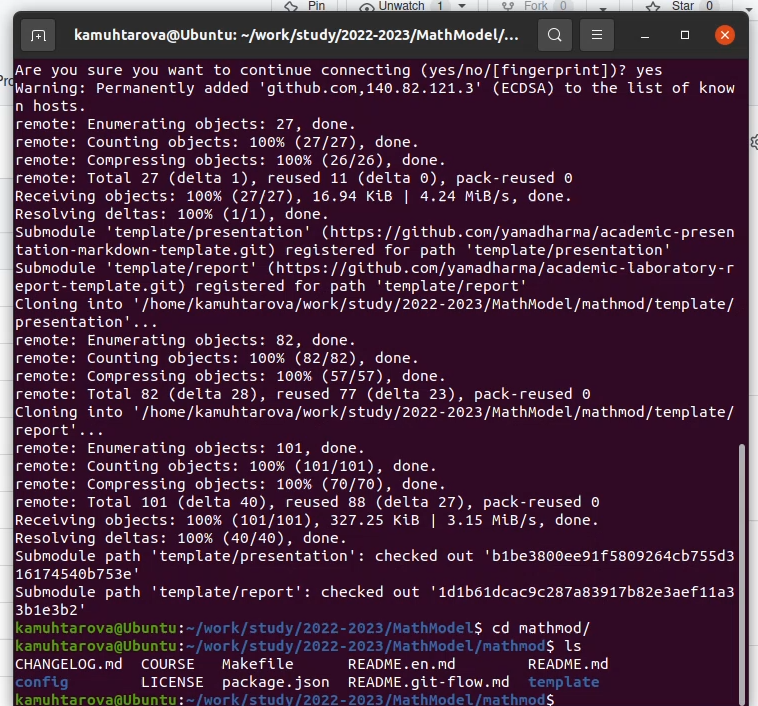 Pin Unwatch 1 Fork 0 Star 0
kamuhtarova@Ubuntu: ~/work/study/2022-2023/MathModel/...
Are you sure you want to continue connecting (yes/no/[fingerprint])? yes
Warning: Permanently added 'github.com,140.82.121.3' (ECDSA) to the list of know
n hosts.
remote: Enumerating objects: 27, done.
remote: Counting objects: 100% (27/27), done.
remote: Compressing objects: 100% (26/26), done.
remote: Total 27 (delta 1), reused 11 (delta 0), pack-reused 0
Receiving objects: 100% (27/27), 16.94 KiB | 4.24 MiB/s, done.
Resolving deltas: 100% (1/1), done.
Submodule 'template/presentation' (https://github.com/yamadharma/academic-presen
tation-markdown-template.git) registered for path 'template/presentation'
Submodule 'template/report' (https://github.com/yamadharma/academic-laboratory-r
eport-template.git) registered for path 'template/report'
Cloning into '/home/kamuhtarova/work/study/2022-2023/MathModel/mathmod/template/
presentation'...
remote: Enumerating objects: 82, done.
remote: Counting objects: 100% (82/82), done.
remote: Compressing objects: 100% (57/57), done.
remote: Total 82 (delta 28), reused 77 (delta 23), pack-reused 0
Cloning into '/home/kamuhtarova/work/study/2022-2023/MathModel/mathmod/template/
report'...
remote: Enumerating objects: 101, done.
remote: Counting objects: 100% (101/101), done.
remote: Compressing objects: 100% (70/70), done.
remote: Total 101 (delta 40), reused 88 (delta 27), pack-reused 0
Receiving objects: 100% (101/101), 327.25 KiB | 3.15 MiB/s, done.
Resolving deltas: 100% (40/40), done.
Submodule path 'template/presentation': checked out 'b1be3800ee91f5809264cb755d3
16174540b753e'
Submodule path 'template/report': checked out '1d1b61dcac9c287a83917b82e3aef11a3
3b1e3b2'
kamuhtarova@Ubuntu:~/work/study/2022-2023/MathModel$ cd mathmod/
kamuhtarova@Ubuntu:~/work/study/2022-2023/MathModel/mathmod$ ls
CHANGELOG.md COURSE Makefile README.en.md README.md
config LICENSE package.json README.git-flow.md template
kamuhtarova@Ubuntu:~/work/study/2022-2023/MathModel/mathmod$